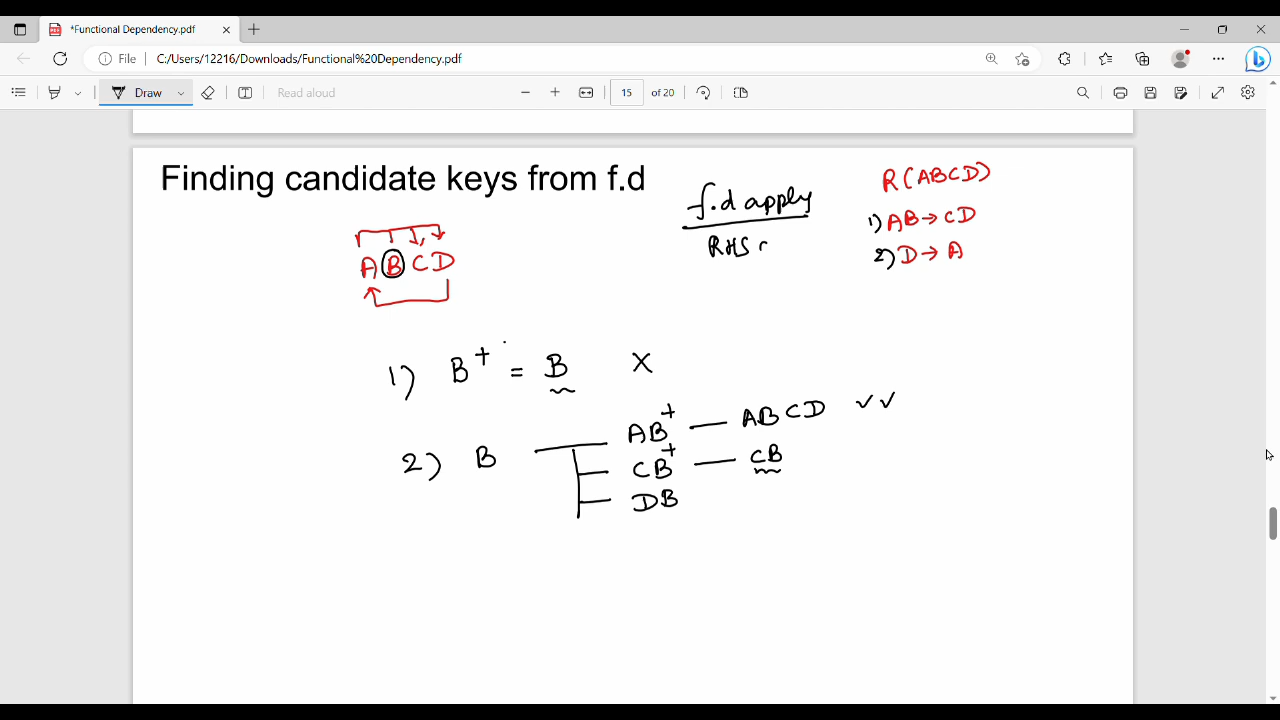 *Functional Dependency.pdf
File C:/Users/12216/Downloads/Functional%20Dependency.pdf
Draw Read aloud 15 of 20
Finding candidate keys from f.d
f.d apply
RHS
R(ABCD)
1) AB → CD
2) D → A
A B C D
1) B+ = B X
2) B
AB+ — ABCD ✓✓
CB+ — CB
DB